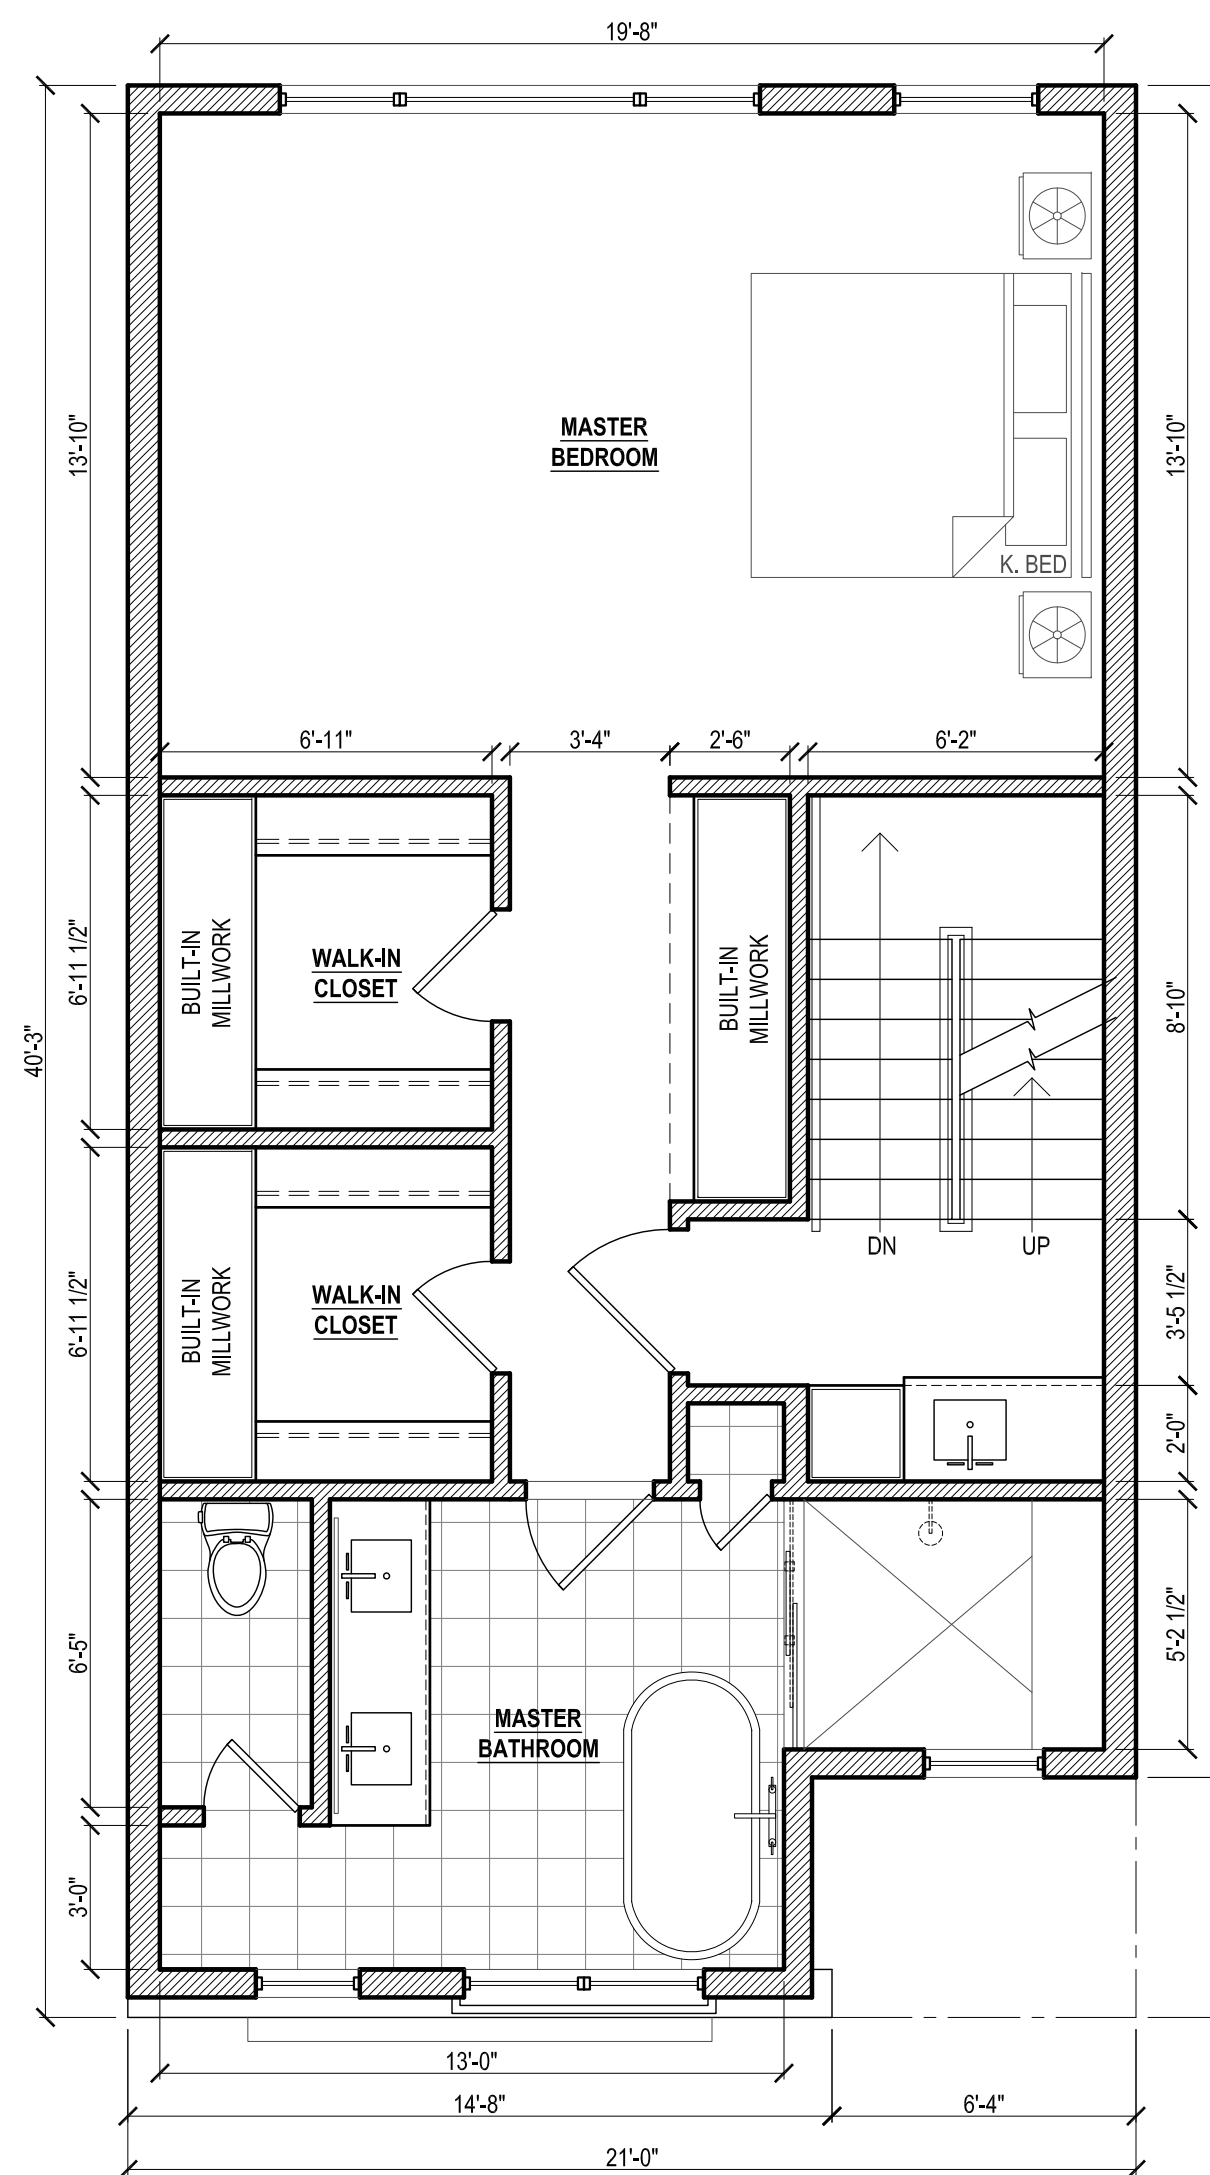 19'-8"
MASTER
BEDROOM
K. BED
13'-10"
13'-10"
6'-11"
3'-4"
2'-6"
6'-2"
BUILT-IN
MILLWORK
WALK-IN
CLOSET
BUILT-IN
MILLWORK
6'-11 1/2"
8'-10"
40'-3"
DN
UP
BUILT-IN
MILLWORK
WALK-IN
CLOSET
6'-11 1/2"
3'-5 1/2"
2'-0"
6'-5"
5'-2 1/2"
MASTER
BATHROOM
3'-0"
13'-0"
14'-8"
6'-4"
21'-0"